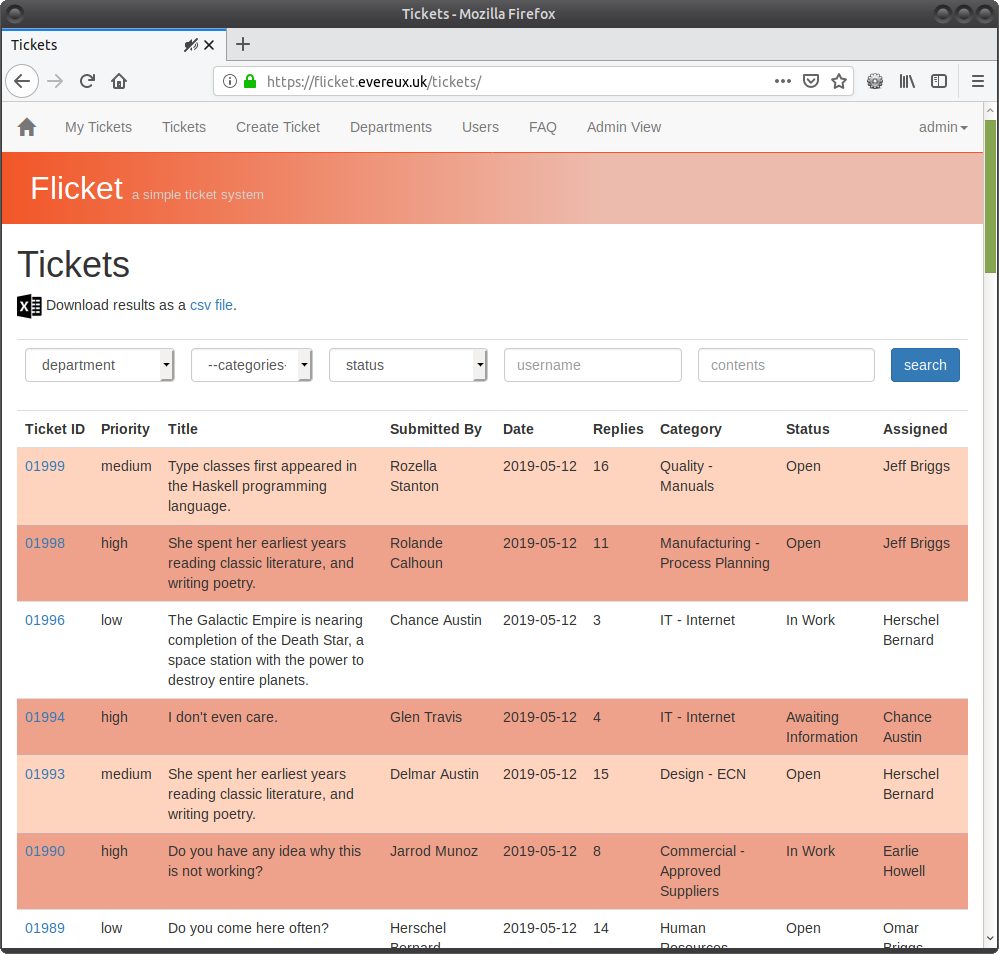 Tickets - Mozilla Firefox
Tickets
https://flicket.evereux.uk/tickets/
My Tickets Tickets Create Ticket Departments Users FAQ Admin View admin
Flicket a simple ticket system
Tickets
Download results as a csv file.
department --categories- status username contents search
Ticket ID Priority Title Submitted By Date Replies Category Status Assigned
01999 medium Type classes first appeared in Rozella 2019-05-12 16 Quality - Open Jeff Briggs
the Haskell programming Stanton Manuals
language.
01998 high She spent her earliest years Rolande 2019-05-12 11 Manufacturing - Open Jeff Briggs
reading classic literature, and Calhoun Process Planning
writing poetry.
01996 low The Galactic Empire is nearing Chance Austin 2019-05-12 3 IT - Internet In Work Herschel
completion of the Death Star, a Bernard
space station with the power to
destroy entire planets.
01994 high I don't even care. Glen Travis 2019-05-12 4 IT - Internet Awaiting Chance
Information Austin
01993 medium She spent her earliest years Delmar Austin 2019-05-12 15 Design - ECN Open Herschel
reading classic literature, and Bernard
writing poetry.
01990 high Do you have any idea why this Jarrod Munoz 2019-05-12 8 Commercial - In Work Earlie
is not working? Approved Howell
Suppliers
01989 low Do you come here often? Herschel 2019-05-12 14 Human Open Omar
Bernard Resources Briggs